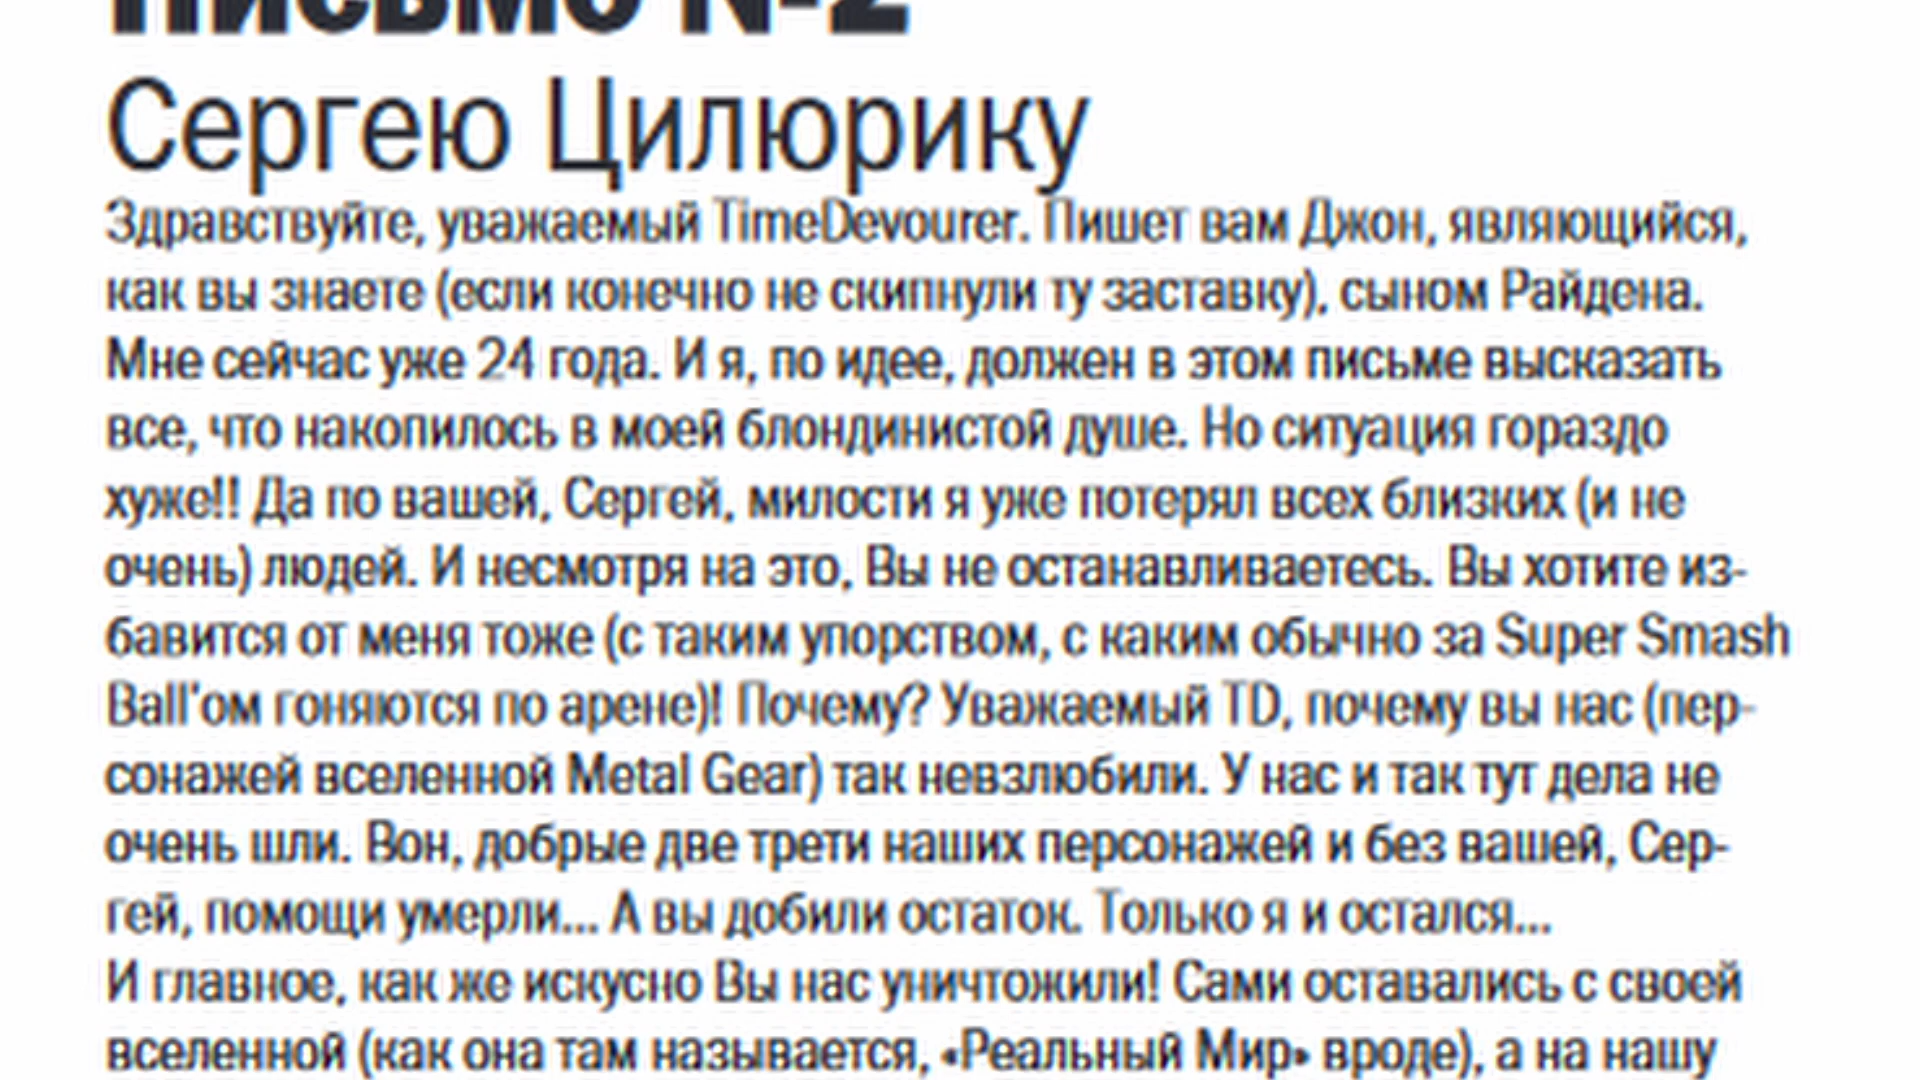 Письмо №2
Сергею Цилюрику
Здравствуйте, уважаемый TimeDevourer. Пишет вам Джон, являющийся,
как вы знаете (если конечно не скипнули ту заставку), сыном Райдена.
Мне сейчас уже 24 года. И я, по идее, должен в этом письме высказать
все, что накопилось в моей блондинистой душе. Но ситуация гораздо
хуже!! Да по вашей, Сергей, милости я уже потерял всех близких (и не
очень) людей. И несмотря на это, Вы не останавливаетесь. Вы хотите из-
бавится от меня тоже (с таким упорством, с каким обычно за Super Smash
Ball'ом гоняются по арене)! Почему? Уважаемый TD, почему вы нас (пер-
сонажей вселенной Metal Gear) так невзлюбили. У нас и так тут дела не
очень шли. Вон, добрые две трети наших персонажей и без вашей, Сер-
гей, помощи умерли... А вы добили остаток. Только я и остался...
И главное, как же искусно Вы нас уничтожили! Сами оставались с своей
вселенной (как она там называется, «Реальный Мир» вроде), а на нашу